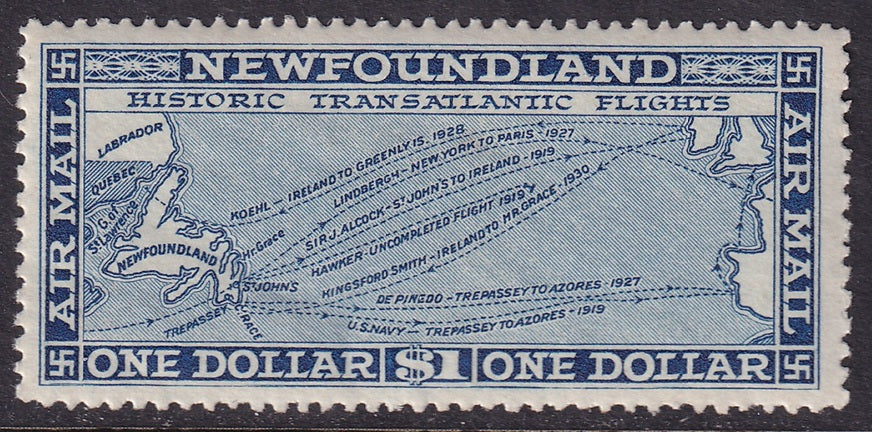 NEWFOUNDLAND
HISTORIC TRANSATLANTIC FLIGHTS
AIR MAIL
AIR MAIL
LABRADOR
QUEBEC
G. of
St. Lawrence
NEWFOUNDLAND
Hr. Grace
ST JOHNS
C. RACE
TREPASSEY
KOEHL — IRELAND TO GREENLY IS. 1928
LINDBERGH — NEW YORK TO PARIS - 1927
SIR J. ALCOCK - ST JOHN'S TO IRELAND - 1919
HAWKER - UNCOMPLETED FLIGHT 1919
KINGSFORD SMITH - IRELAND TO HR. GRACE - 1930
DE PINEDO - TREPASSEY TO AZORES - 1927
U.S. NAVY - TREPASSEY TO AZORES - 1919
ONE DOLLAR $1 ONE DOLLAR